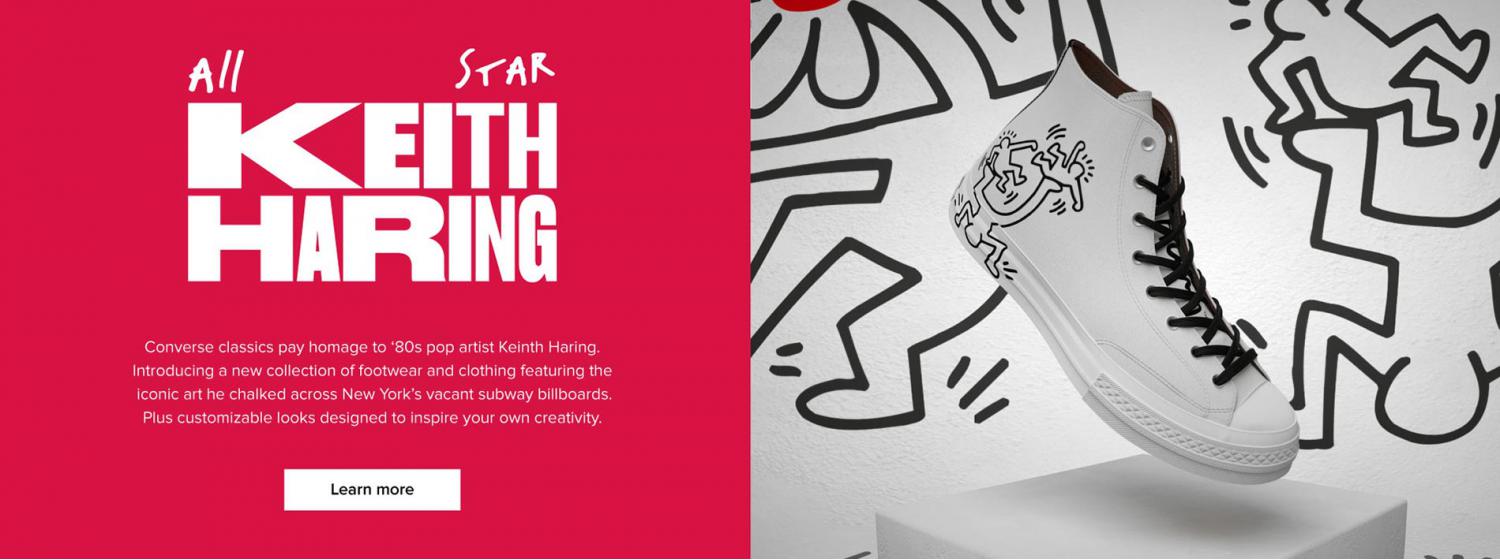 All STAR
KEITH
HARING
Converse classics pay homage to ‘80s pop artist Keinth Haring.
Introducing a new collection of footwear and clothing featuring the
iconic art he chalked across New York’s vacant subway billboards.
Plus customizable looks designed to inspire your own creativity.
Learn more